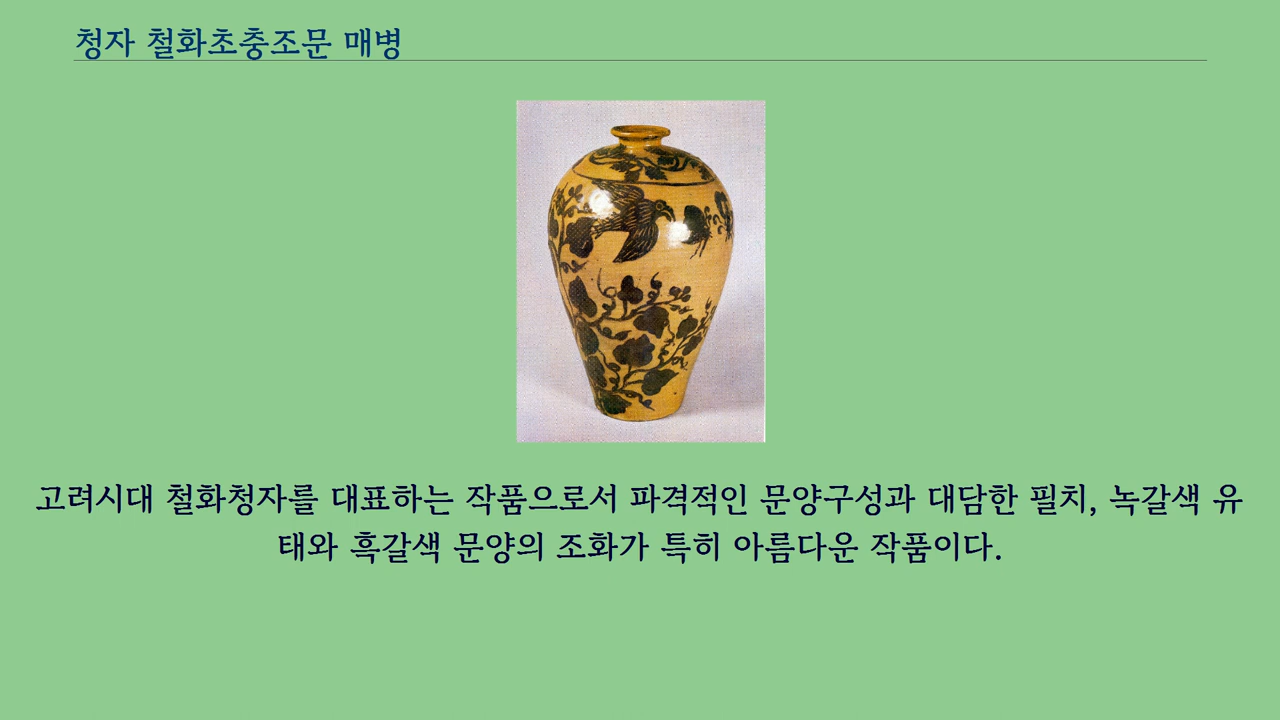 청자 철화초충조문 매병
고려시대 철화청자를 대표하는 작품으로서 파격적인 문양구성과 대담한 필치, 녹갈색 유
태와 흑갈색 문양의 조화가 특히 아름다운 작품이다.